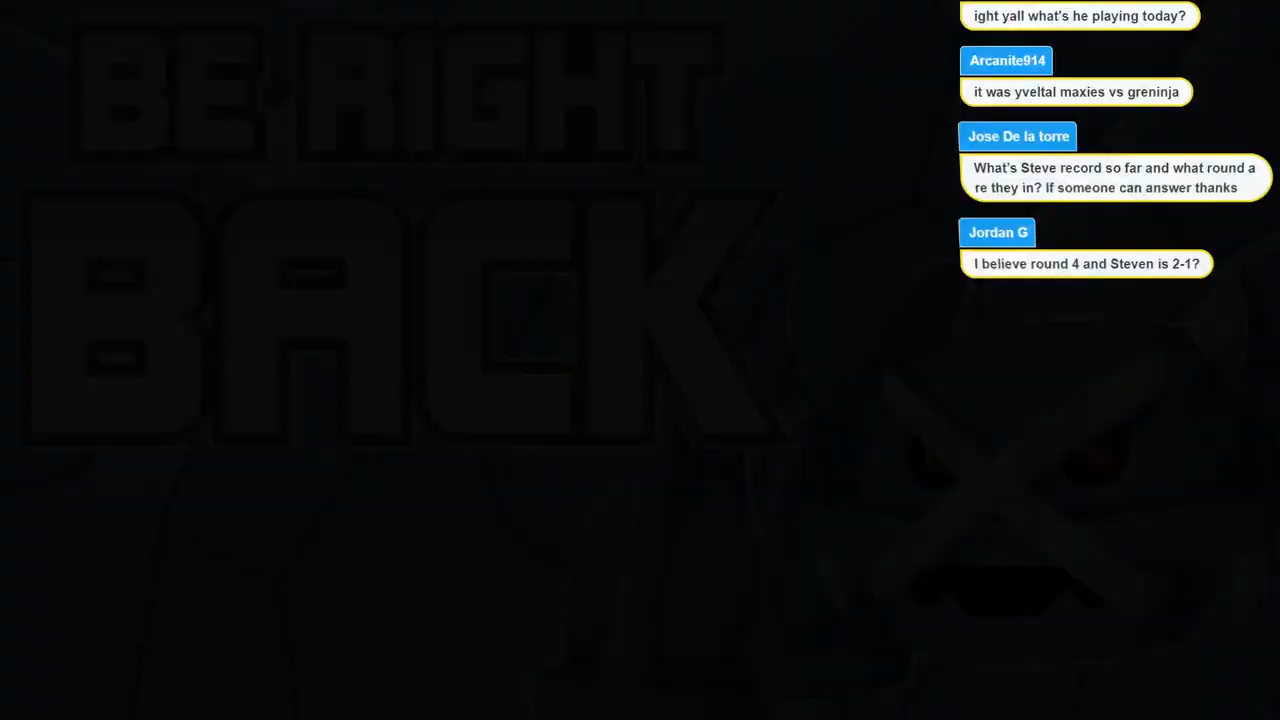 BE RIGHT
BACK
ight yall what's he playing today?
Arcanite914
it was yveltal maxies vs greninja
Jose De la torre
What's Steve record so far and what round a
re they in? If someone can answer thanks
Jordan G
I believe round 4 and Steven is 2-1?